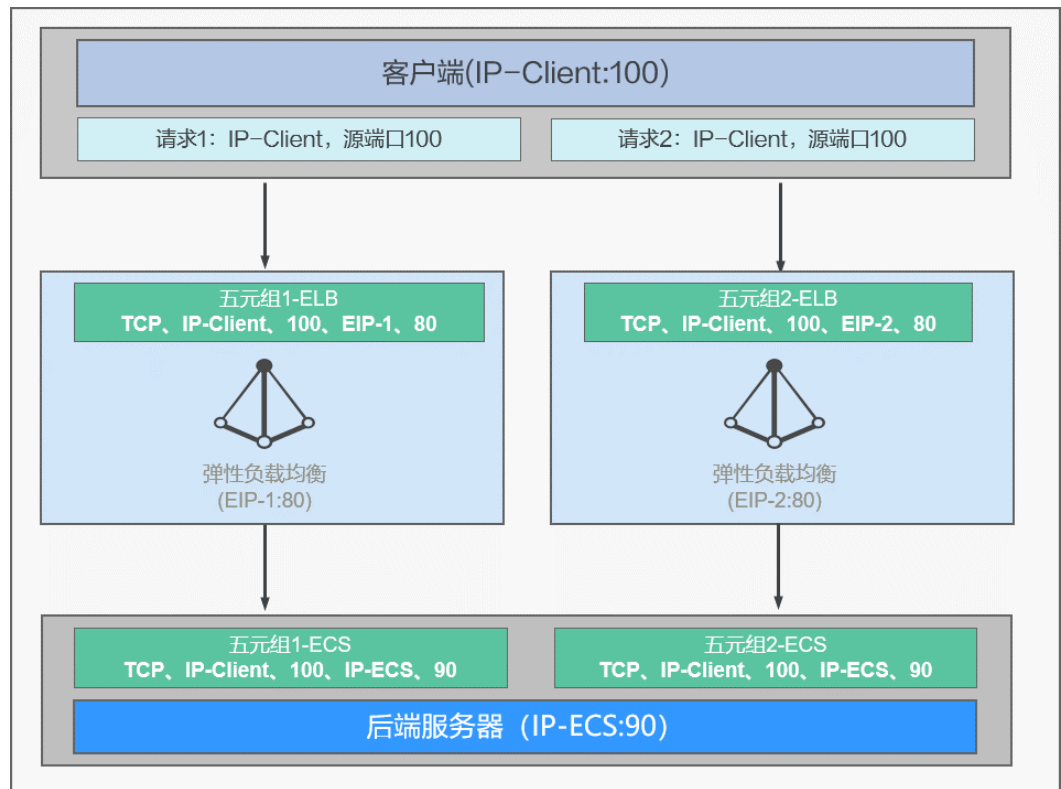 客户端(IP-Client:100)
请求1：IP-Client，源端口100
请求2：IP-Client，源端口100
五元组1-ELB
TCP、IP-Client、100、EIP-1、80
五元组2-ELB
TCP、IP-Client、100、EIP-2、80
弹性负载均衡
(EIP-1:80)
弹性负载均衡
(EIP-2:80)
五元组1-ECS
TCP、IP-Client、100、IP-ECS、90
五元组2-ECS
TCP、IP-Client、100、IP-ECS、90
后端服务器（IP-ECS:90）